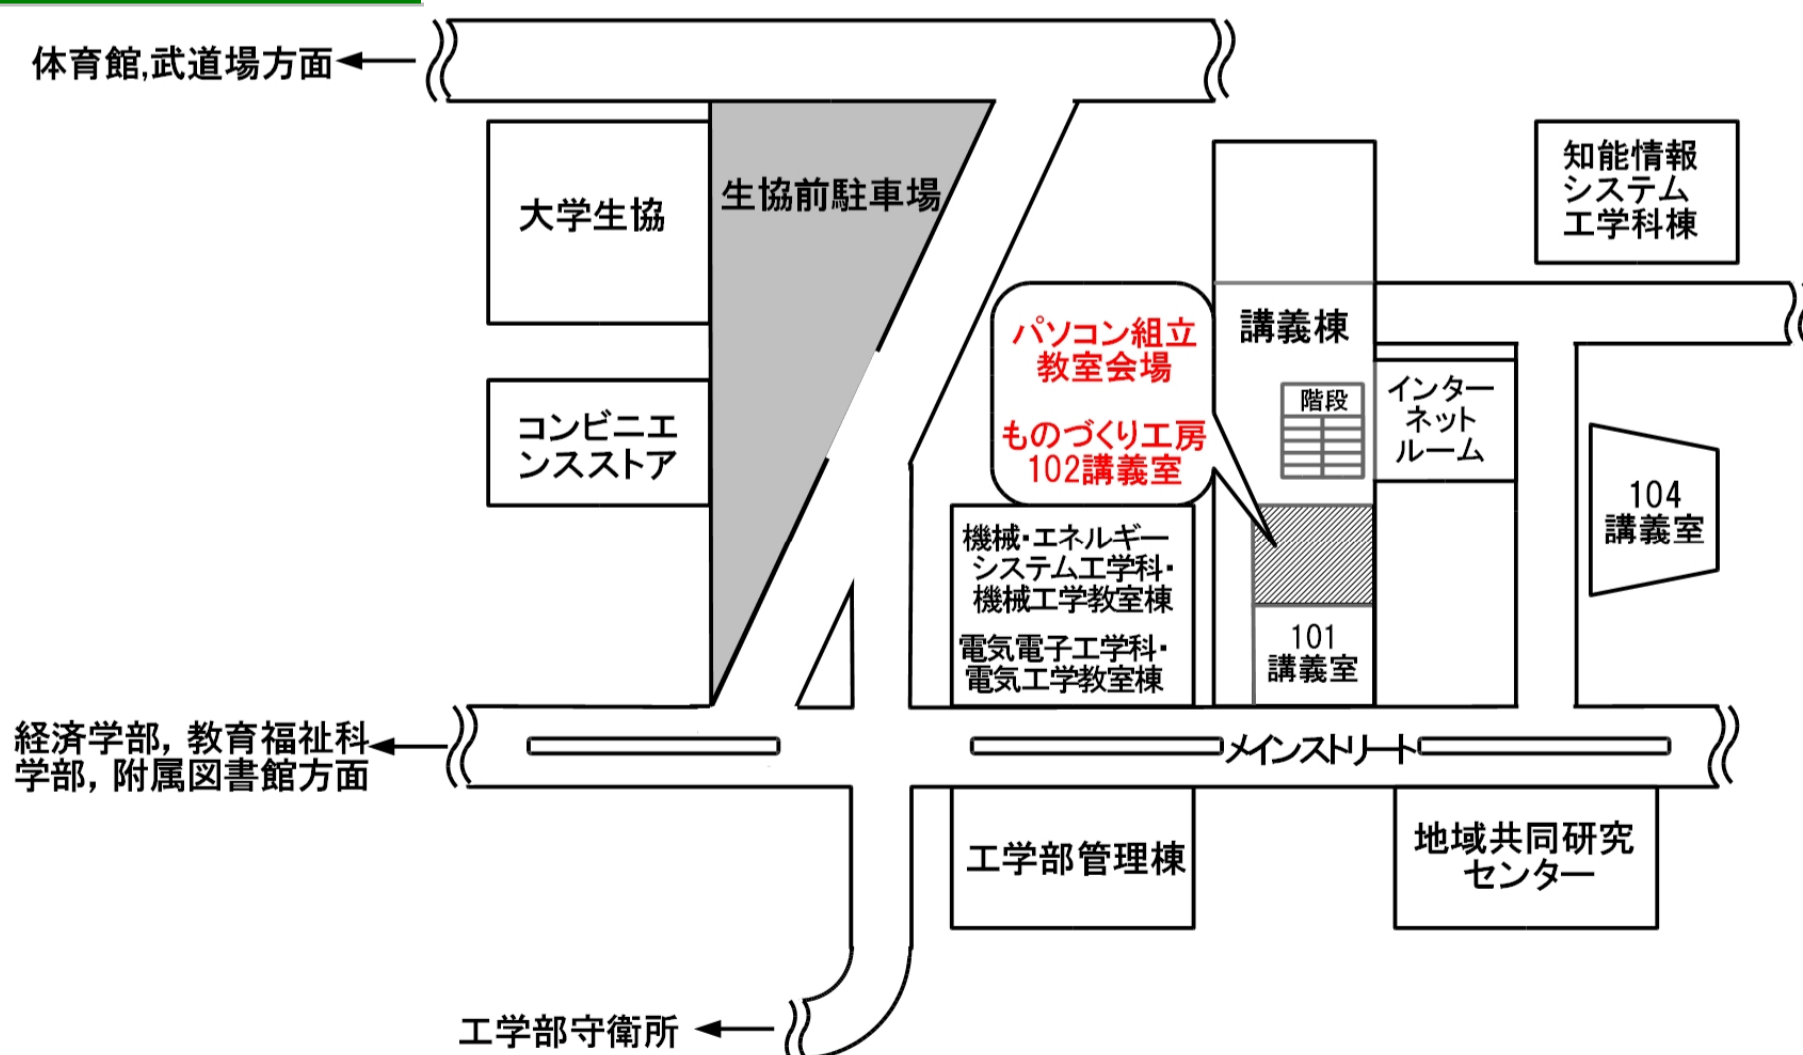 体育館,武道場方面
大学生協
生協前駐車場
知能情報
システム
工学科棟
パソコン組立
教室会場
ものづくり工房
102講義室
講義棟
階段
インター
ネット
ルーム
コンビニエ
ンスストア
104
講義室
機械・エネルギー
システム工学科・
機械工学教室棟
電気電子工学科・
電気工学教室棟
101
講義室
経済学部, 教育福祉科
学部, 附属図書館方面
メインストリート
工学部管理棟
地域共同研究
センター
工学部守衛所